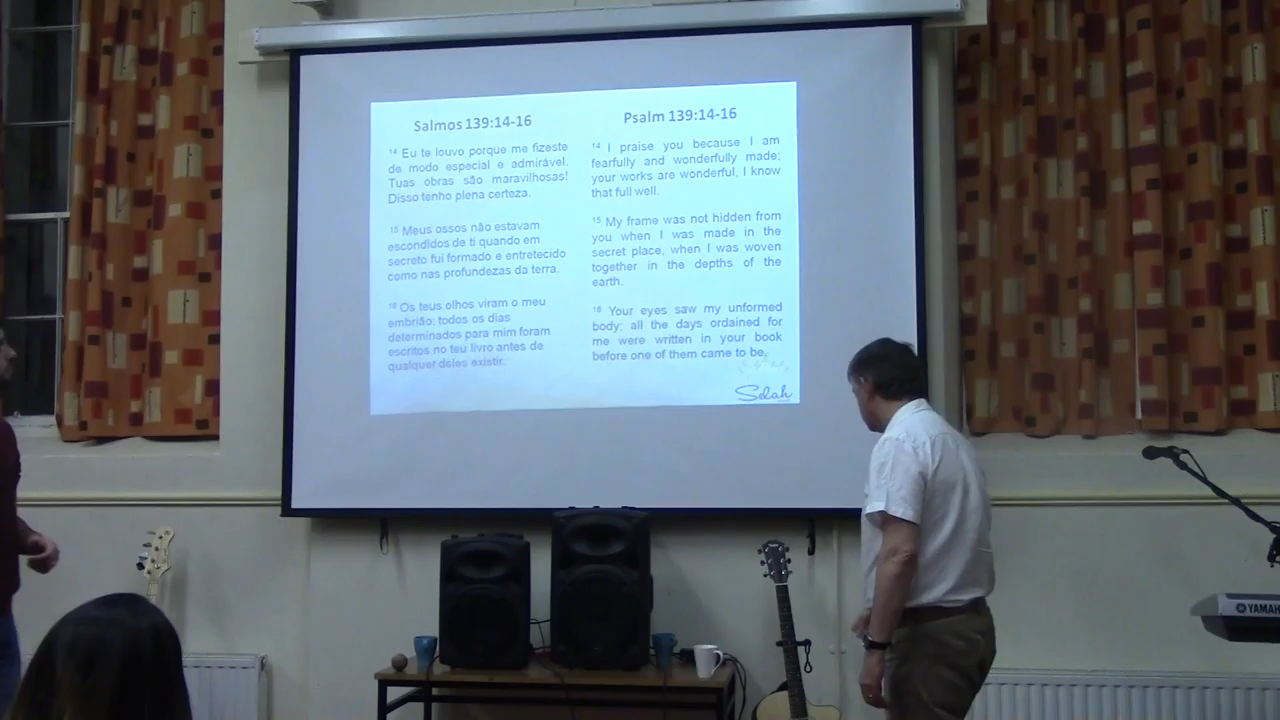 Salmos 139:14-16
14 Eu te louvo porque me fizeste
de modo especial e admirável.
Tuas obras são maravilhosas!
Disso tenho plena certeza.
15 Meus ossos não estavam
escondidos de ti quando em
secreto fui formado e entretecido
como nas profundezas da terra.
16 Os teus olhos viram o meu
embrião; todos os dias
determinados para mim foram
escritos no teu livro antes de
qualquer deles existir.
Psalm 139:14-16
14 I praise you because I am
fearfully and wonderfully made;
your works are wonderful, I know
that full well.
15 My frame was not hidden from
you when I was made in the
secret place, when I was woven
together in the depths of the
earth.
16 Your eyes saw my unformed
body; all the days ordained for
me were written in your book
before one of them came to be.
Selah
YAMAH